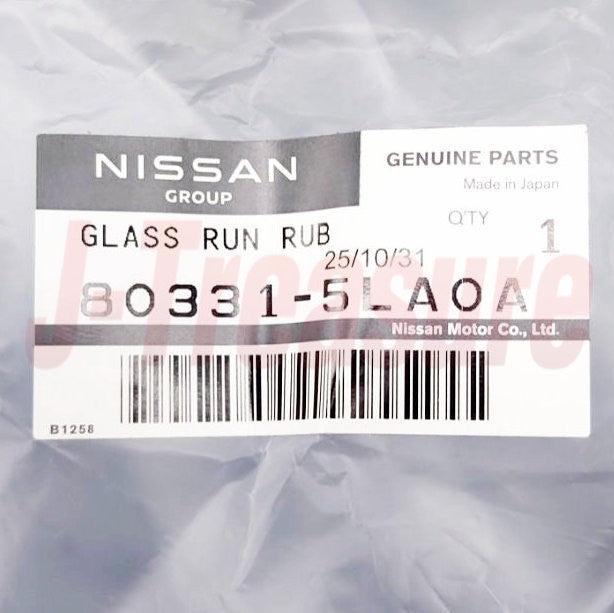 NISSAN
GROUP
GENUINE PARTS
Made in Japan
GLASS RUN RUB
Q'TY 1
25/10/31
80331-5LA0A
Nissan Motor Co., Ltd.
B1258
J-Treasure